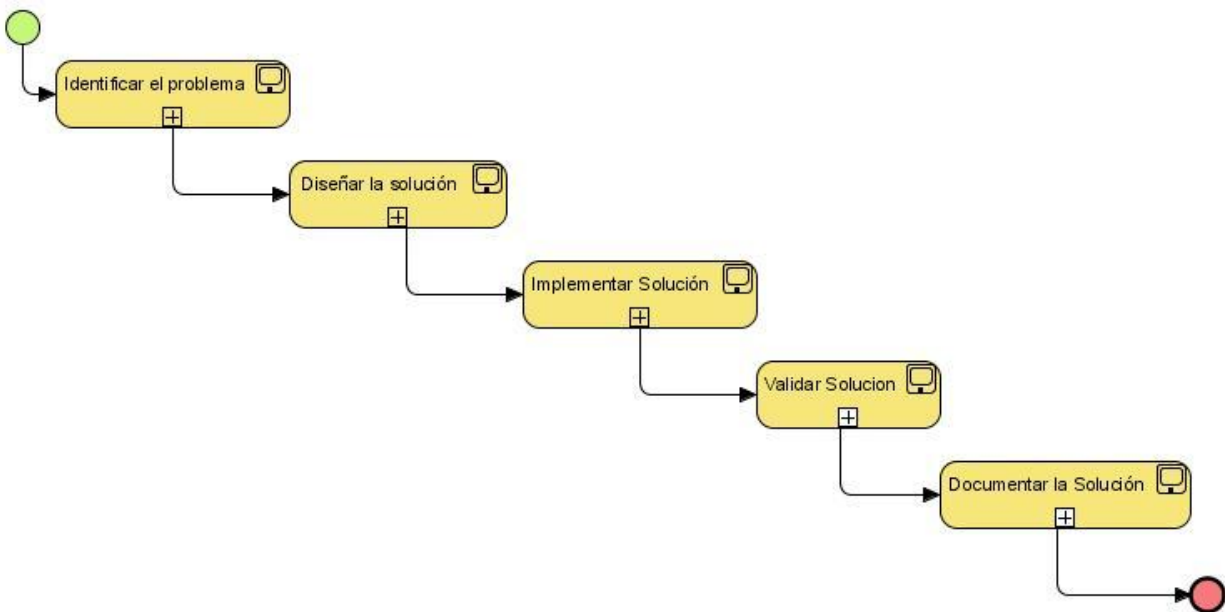 Identificar el problema
Diseñar la solución
Implementar Solución
Validar Solucion
Documentar la Solución